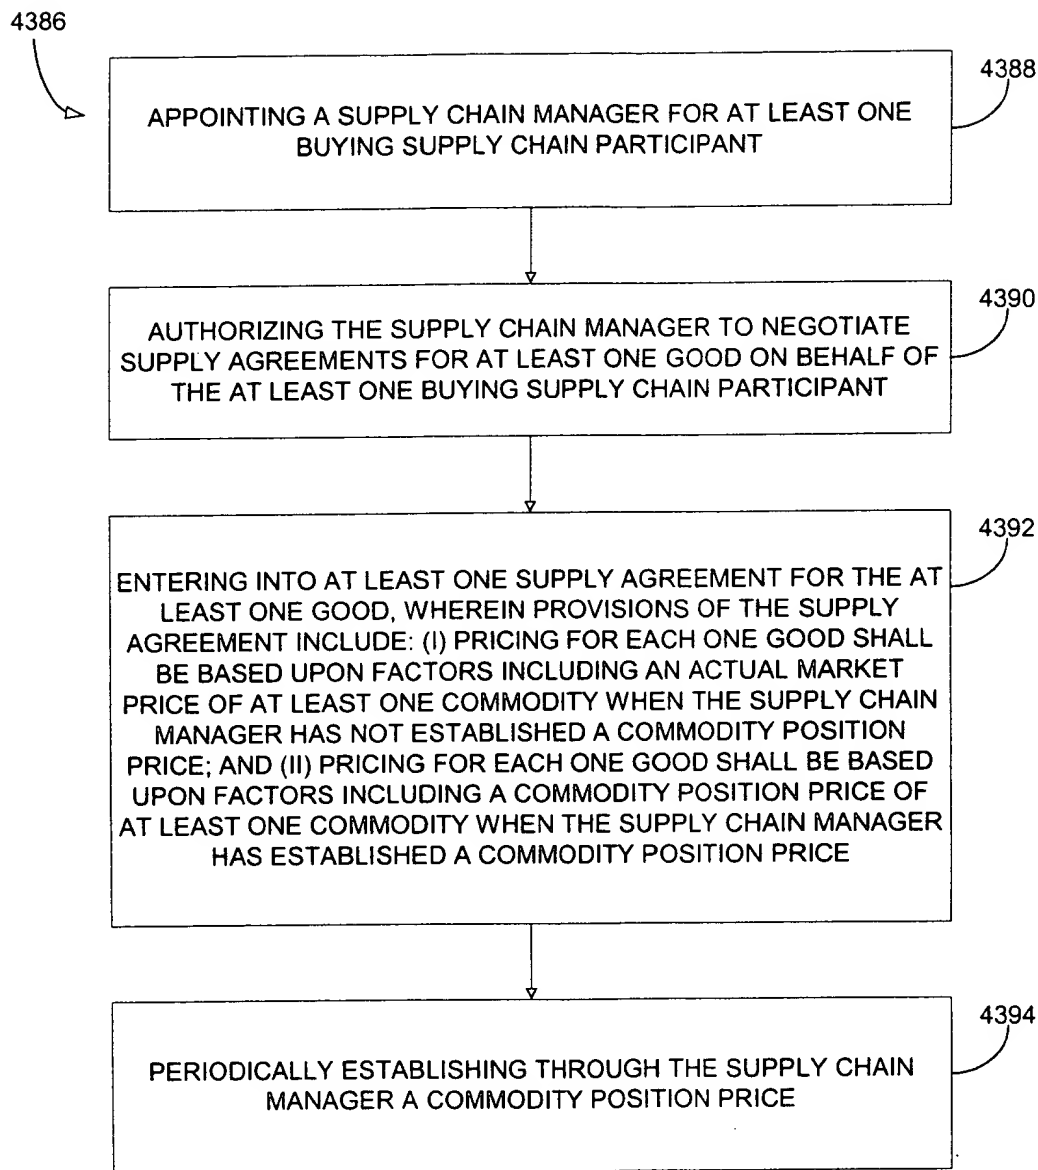 4386
4388
APPOINTING A SUPPLY CHAIN MANAGER FOR AT LEAST ONE
BUYING SUPPLY CHAIN PARTICIPANT
4390
AUTHORIZING THE SUPPLY CHAIN MANAGER TO NEGOTIATE
SUPPLY AGREEMENTS FOR AT LEAST ONE GOOD ON BEHALF OF
THE AT LEAST ONE BUYING SUPPLY CHAIN PARTICIPANT
4392
ENTERING INTO AT LEAST ONE SUPPLY AGREEMENT FOR THE AT
LEAST ONE GOOD, WHEREIN PROVISIONS OF THE SUPPLY
AGREEMENT INCLUDE: (I) PRICING FOR EACH ONE GOOD SHALL
BE BASED UPON FACTORS INCLUDING AN ACTUAL MARKET
PRICE OF AT LEAST ONE COMMODITY WHEN THE SUPPLY CHAIN
MANAGER HAS NOT ESTABLISHED A COMMODITY POSITION
PRICE; AND (II) PRICING FOR EACH ONE GOOD SHALL BE BASED
UPON FACTORS INCLUDING A COMMODITY POSITION PRICE OF
AT LEAST ONE COMMODITY WHEN THE SUPPLY CHAIN MANAGER
HAS ESTABLISHED A COMMODITY POSITION PRICE
4394
PERIODICALLY ESTABLISHING THROUGH THE SUPPLY CHAIN
MANAGER A COMMODITY POSITION PRICE